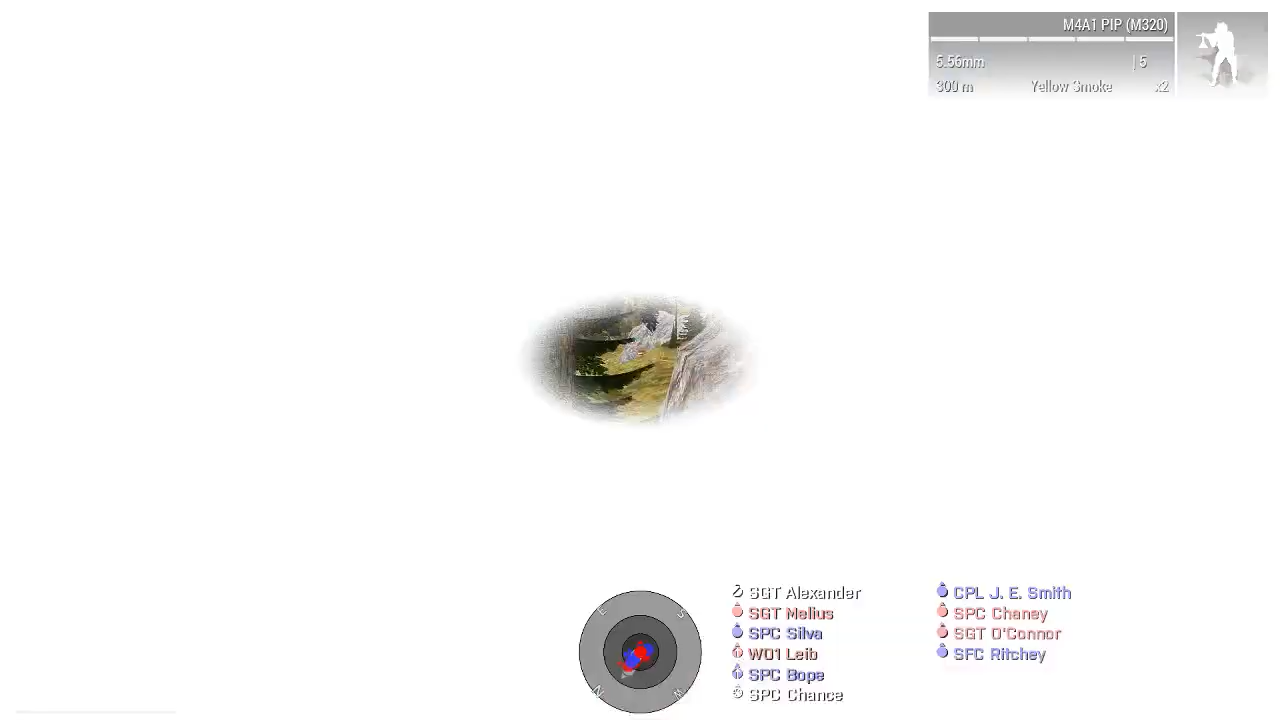 M4A1 PIP (M320)
5.56mm | 5
300 m Yellow Smoke x2
E S
N W
SGT Alexander
SGT Melius
SPC Silva
WO1 Leib
SPC Bope
SPC Chance
CPL J. E. Smith
SPC Chaney
SGT O'Connor
SFC Ritchey